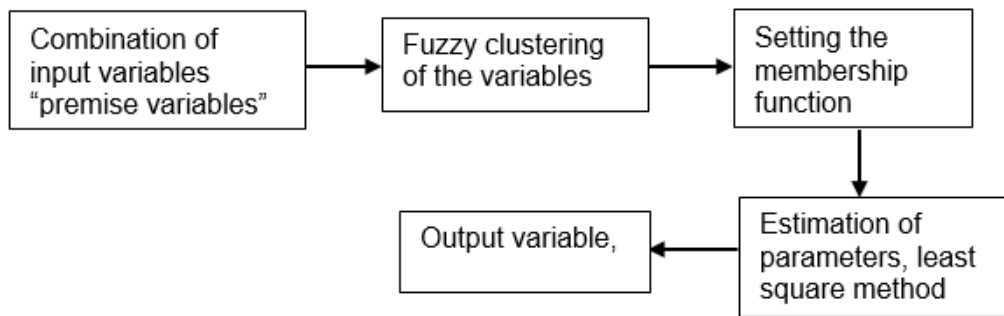 Combination of
input variables
“premise variables”
Fuzzy clustering
of the variables
Setting the
membership
function
Estimation of
parameters, least
square method
Output variable,